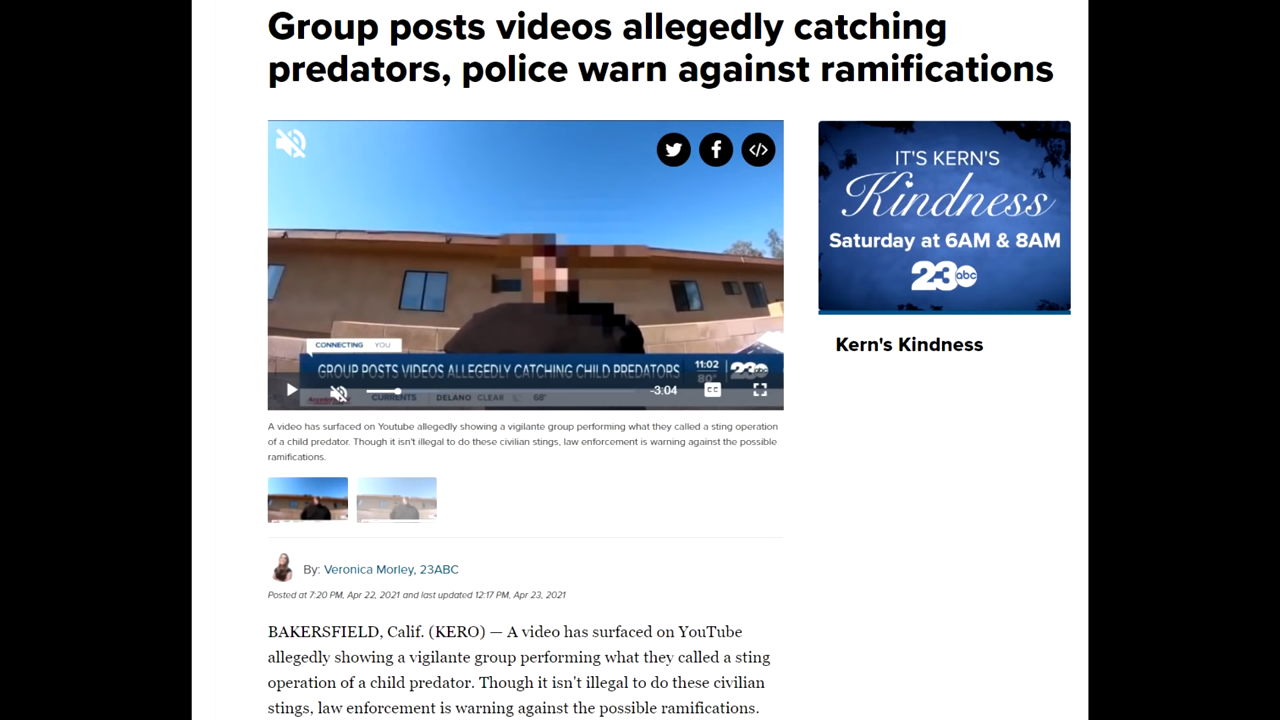 Group posts videos allegedly catching
predators, police warn against ramifications
CONNECTING YOU
GROUP POSTS VIDEOS ALLEGEDLY CATCHING CHILD PREDATORS
11:02
80°
23abc
-3:04
CC
CURRENTS DELANO CLEAR 68°
A video has surfaced on Youtube allegedly showing a vigilante group performing what they called a sting operation
of a child predator. Though it isn't illegal to do these civilian stings, law enforcement is warning against the possible
ramifications.
By: Veronica Morley, 23ABC
Posted at 7:20 PM, Apr 22, 2021 and last updated 12:17 PM, Apr 23, 2021
BAKERSFIELD, Calif. (KERO) — A video has surfaced on YouTube
allegedly showing a vigilante group performing what they called a sting
operation of a child predator. Though it isn't illegal to do these civilian
stings, law enforcement is warning against the possible ramifications.
IT'S KERN'S
Kindness
Saturday at 6AM & 8AM
23abc
Kern's Kindness